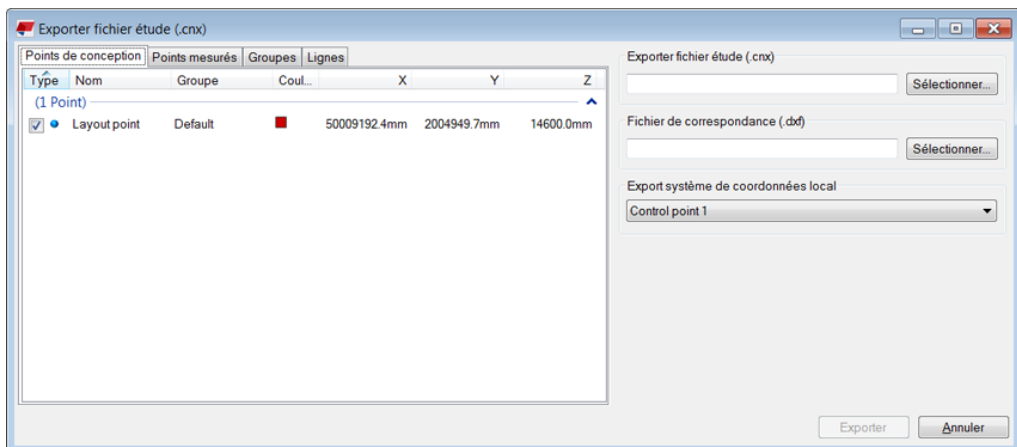 Exporter fichier étude (.cnx)
Points de conception Points mesurés Groupes Lignes
Type Nom Groupe Coul... X Y Z
(1 Point)
Layout point Default 50009192.4mm 2004949.7mm 14600.0mm
Exporter fichier étude (.cnx)
Sélectionner...
Fichier de correspondance (.dxf)
Sélectionner...
Export système de coordonnées local
Control point 1
Exporter Annuler